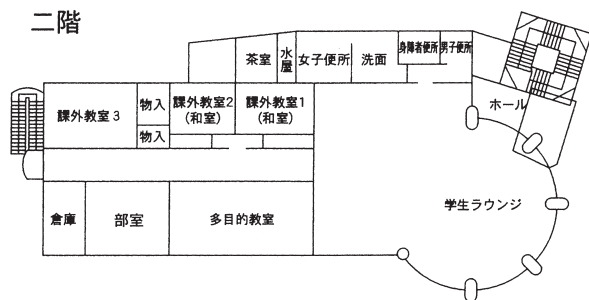 二階
茶室
水屋
女子便所
洗面
身障者便所
男子便所
ホール
課外教室3
物入
物入
課外教室2
(和室)
課外教室1
(和室)
学生ラウンジ
倉庫
部室
多目的教室